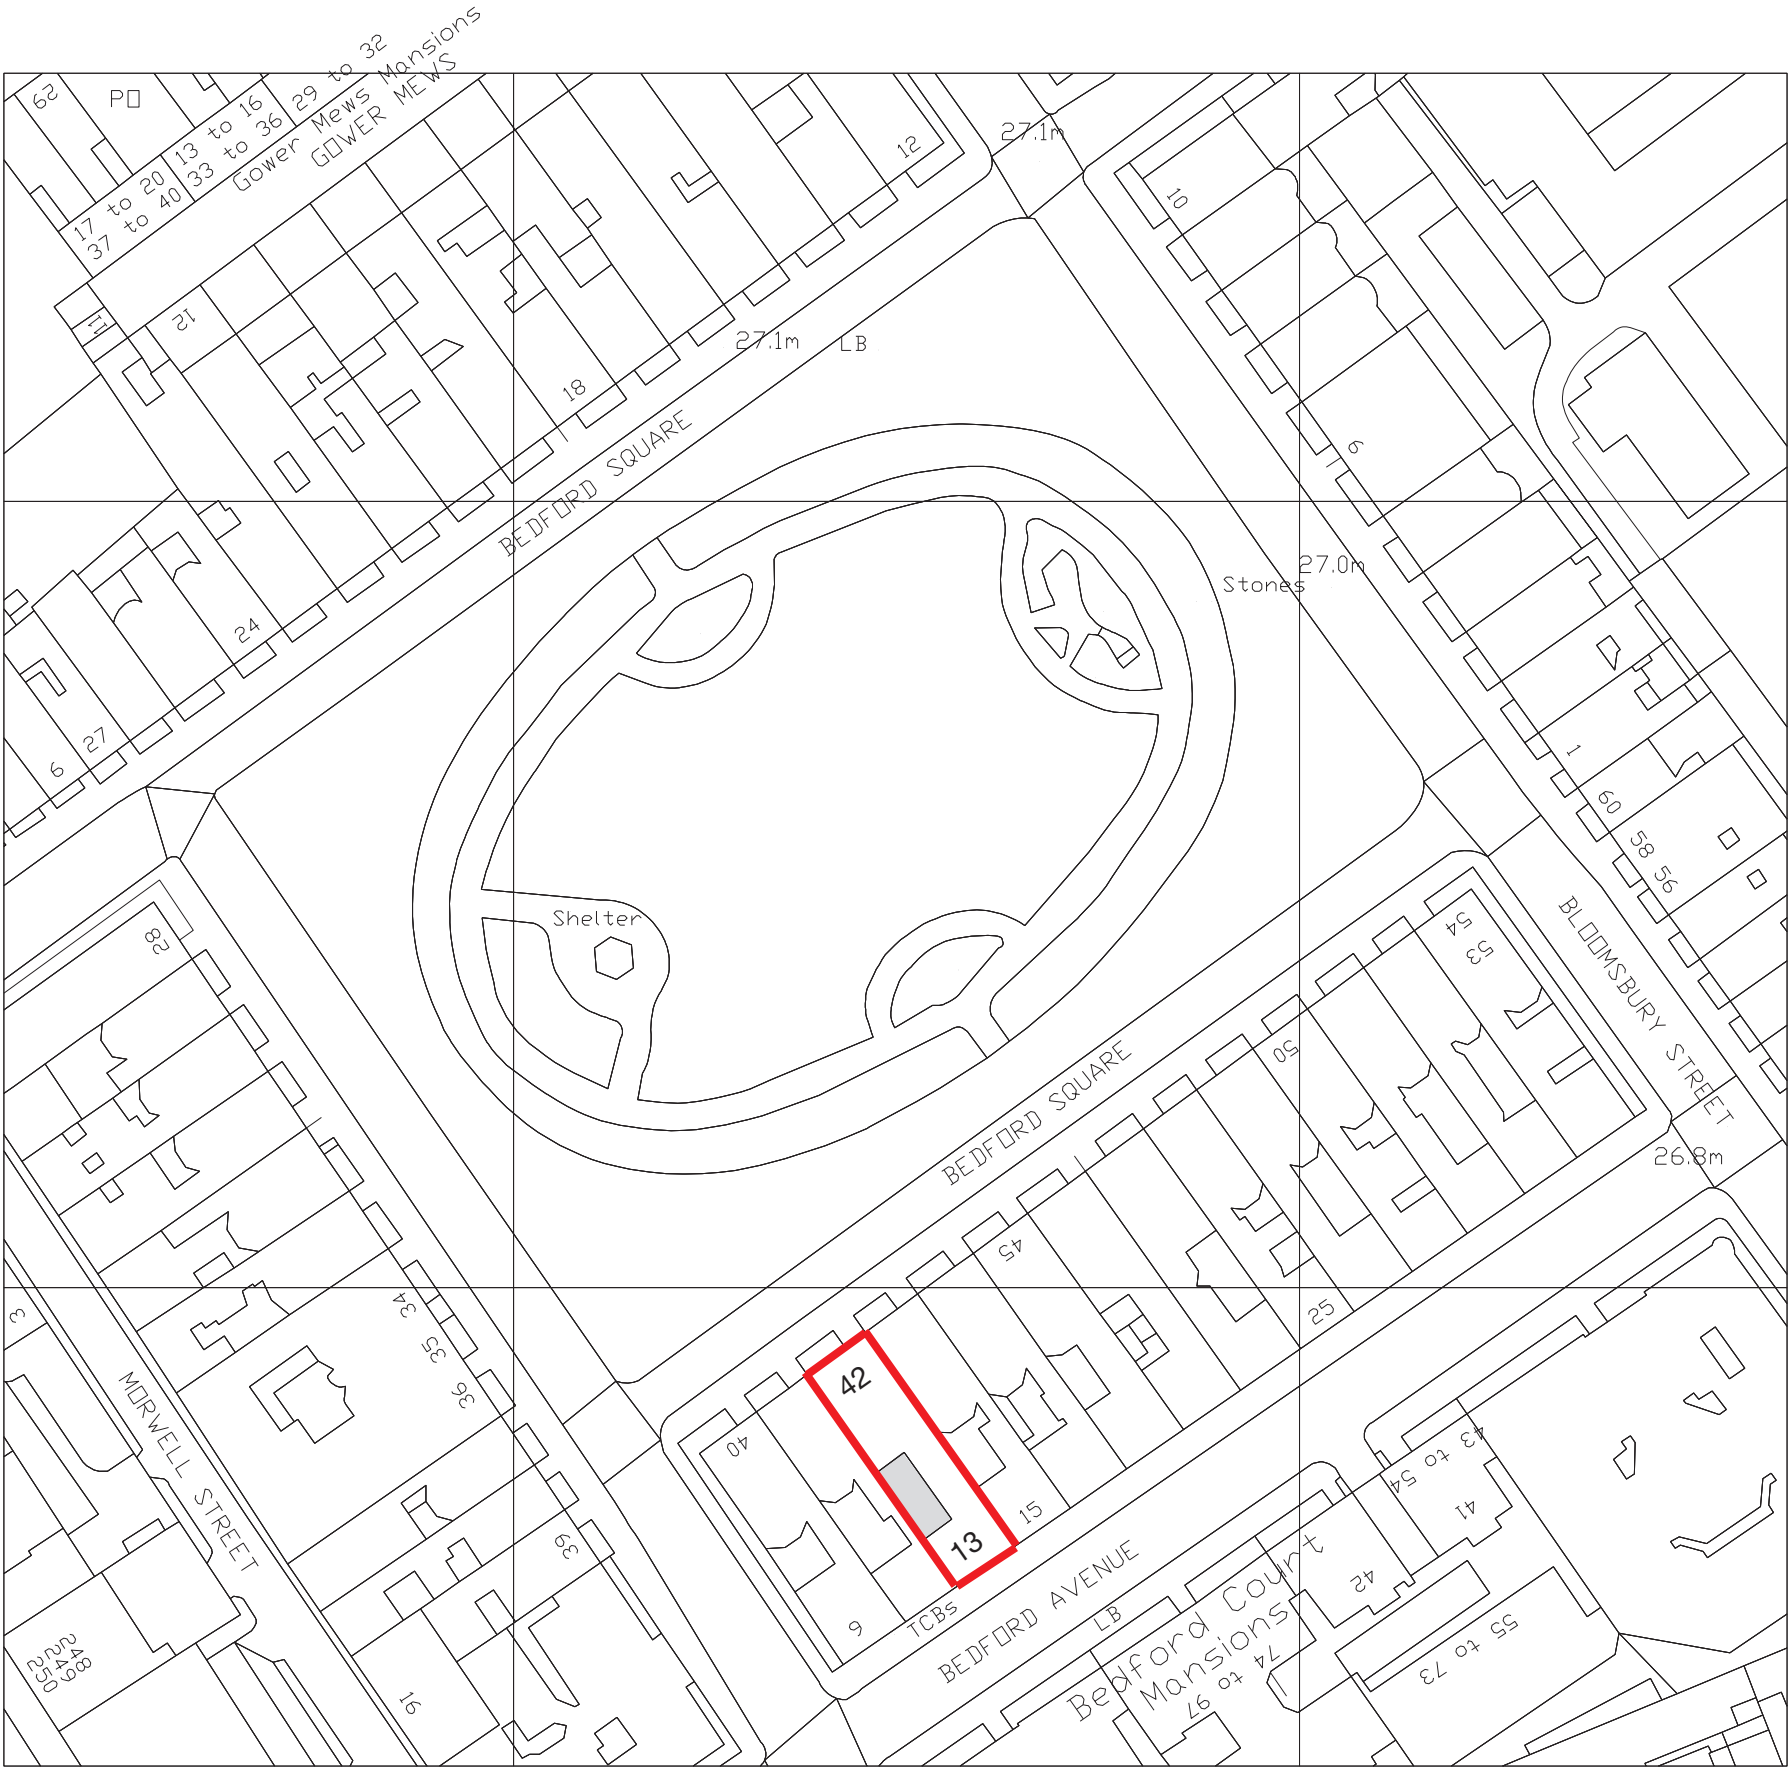 29
PO
17 to 20
37 to 40
13 to 16
33 to 36
29 to 32
Gower Mews Mansions
GOWER MEWS
12
27.1m
10
11
12
18
27.1m
LB
BEDFORD SQUARE
6
Stones
27.0m
24
27
6
1
60
58
56
28
Shelter
54
53
BLOOMSBURY STREET
50
BEDFORD SQUARE
26.8m
45
3
34
35
36
25
MORWELL STREET
40
42
43 to 54
41
15
13
39
9
TCBs
BEDFORD AVENUE
LB
Bedford Court
Mansions
74 to 97
42
55 to 73
248
249
250
16